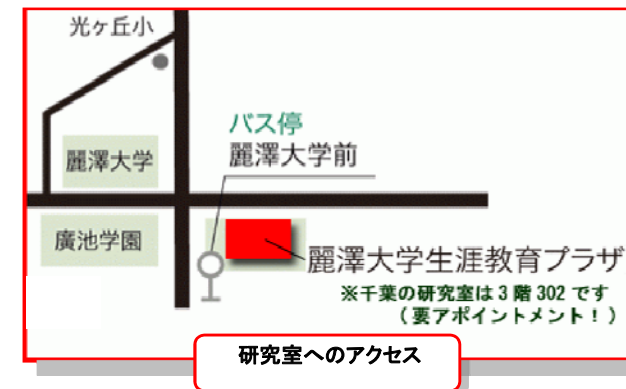 光ヶ丘小
バス停
麗澤大学前
麗澤大学
廣池学園
麗澤大学生涯教育プラザ
※千葉の研究室は3階302です
（要アポイントメント！）
研究室へのアクセス